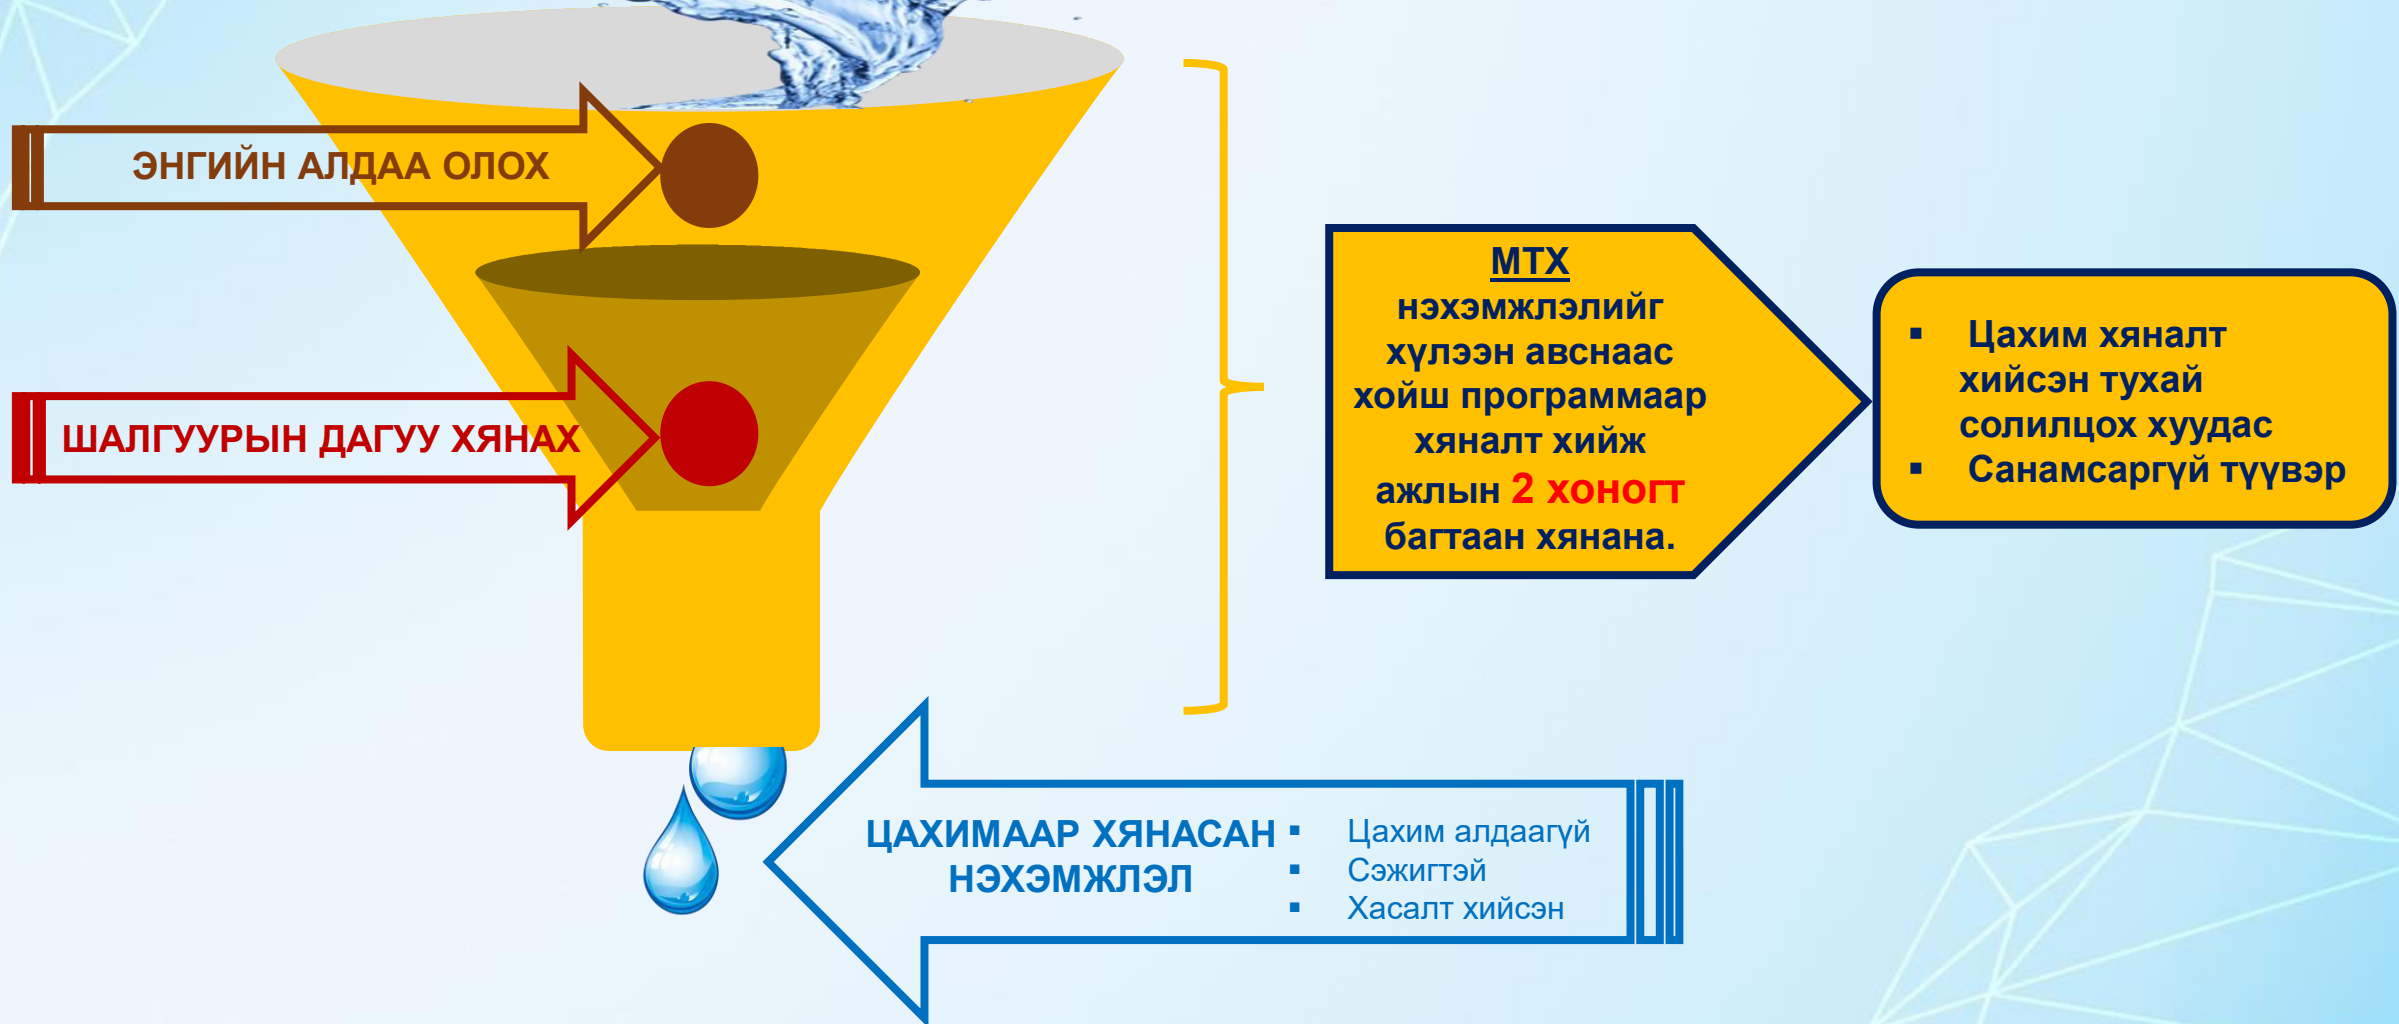 ЭНГИЙН АЛДАА ОЛОХ
ШАЛГУУРЫН ДАГУУ ХЯНАХ
МТХ
нэхэмжлэлийг
хүлээн авснаас
хойш программаар
хяналт хийж
ажлын 2 хоногт
багтаан хянана.
▪ Цахим хяналт
хийсэн тухай
солилцох хуудас
▪ Санамсаргүй түүвэр
ЦАХИМААР ХЯНАСАН
НЭХЭМЖЛЭЛ
▪ Цахим алдаагүй
▪ Сэжигтэй
▪ Хасалт хийсэн